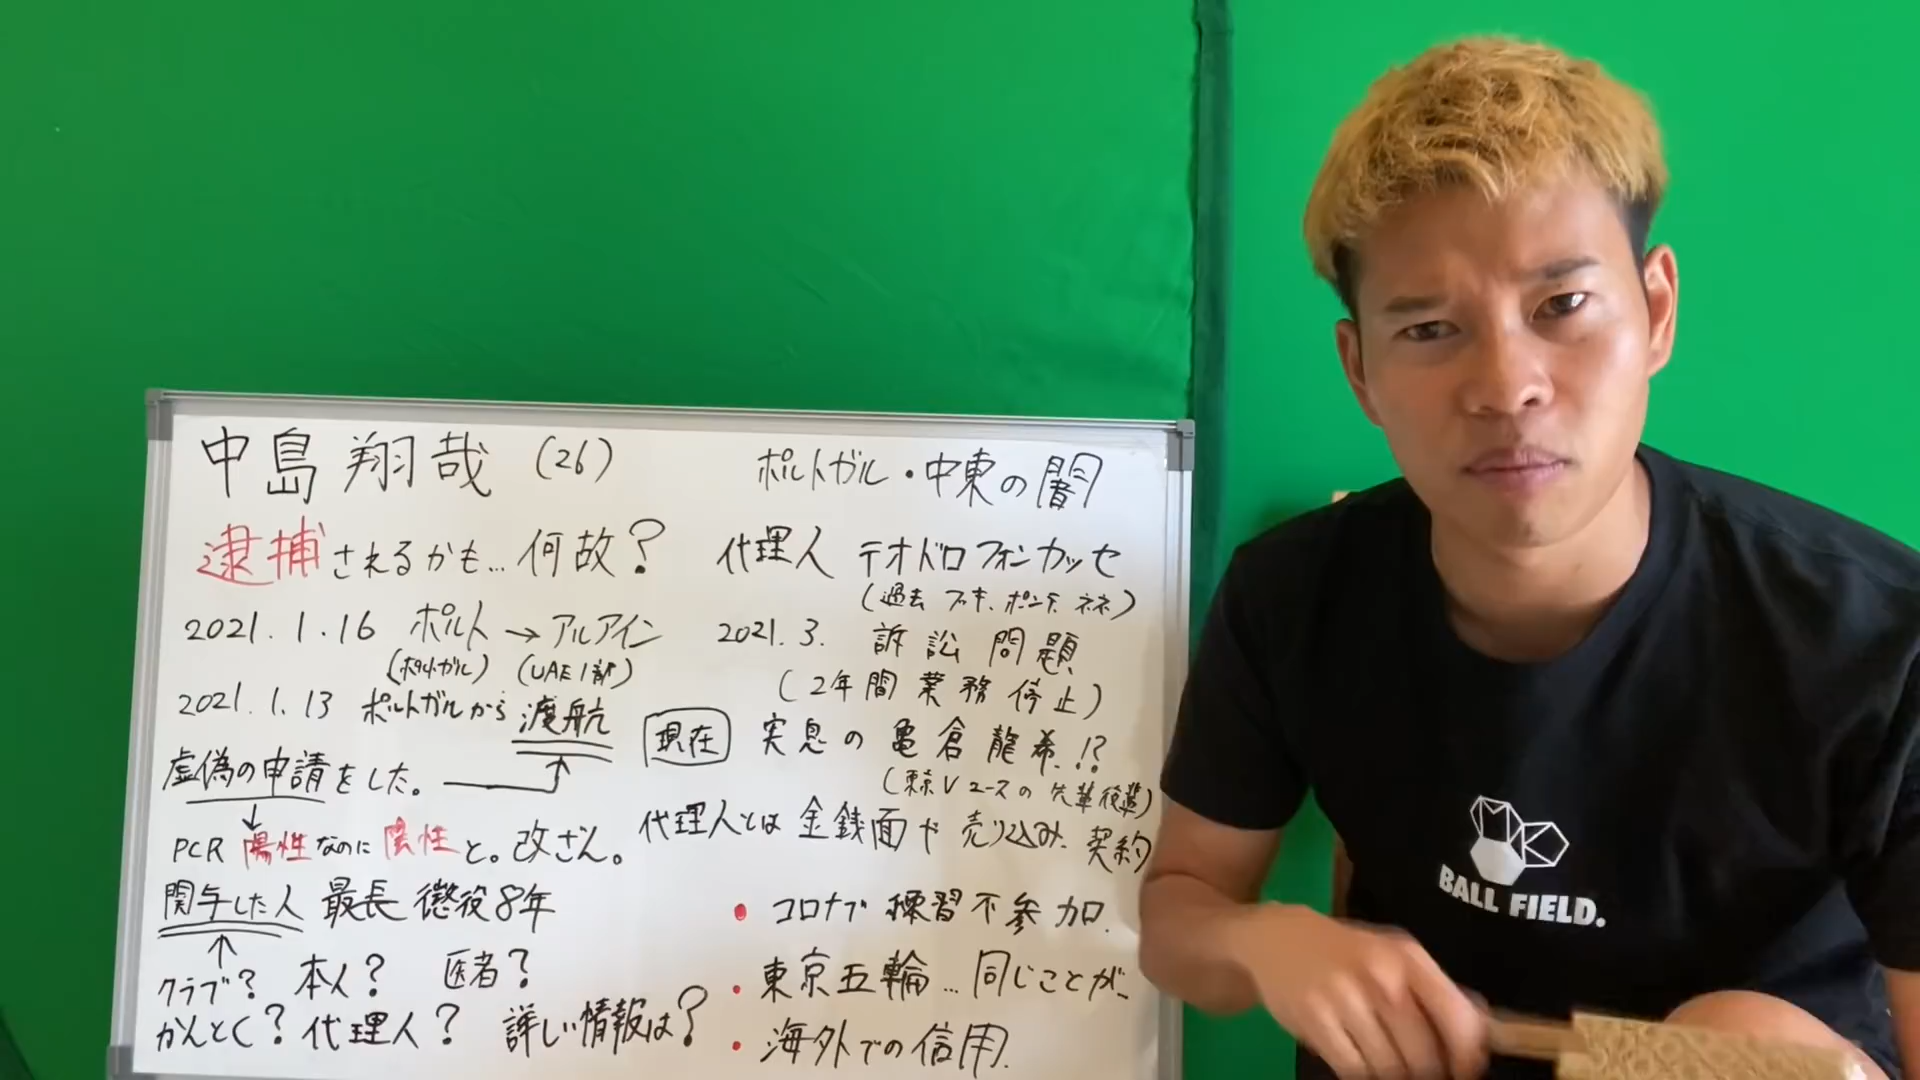 中島翔哉 (26)
逮捕されるかも…何故?
2021.1.16 ポルト→アルアイン
(ポルトガル) (UAE1部)
2021.1.13 ポルトガルから渡航
虚偽の申請をした。
PCR 陽性なのに陰性と。改ざん。
関与した人 最長 懲役8年
クラブ? 本人? 医者?
かんとく? 代理人? 詳しい情報は?
ポルトガル・中東の闇
代理人 テオドロフォンカッセ
(過去 フッキ、ポンテ、ネネ)
2021.3. 訴訟問題
(2年間業務停止)
現在 実息の亀倉龍希.!?
(東京Vユースの先輩後輩)
代理人とは金銭面や売り込み.契約
• コロナで練習不参加.
• 東京五輪…同じことが.
• 海外での信用.
BALL FIELD.